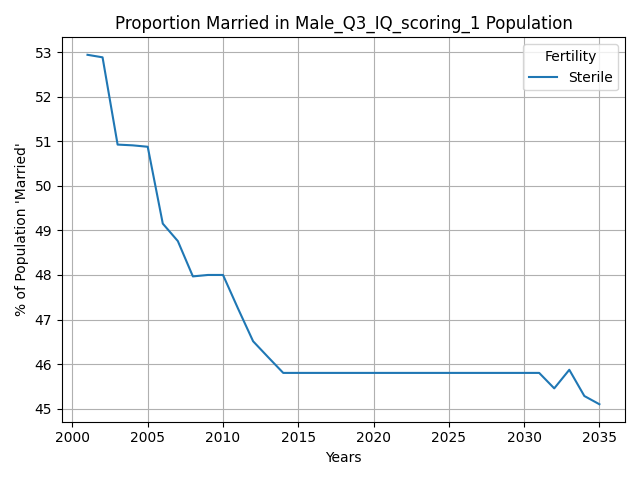 Proportion Married in Male_Q3_IQ_scoring_1 Population
% of Population 'Married'
53
52
51
50
49
48
47
46
45
Fertility
Sterile
2000 2005 2010 2015 2020 2025 2030 2035
Years